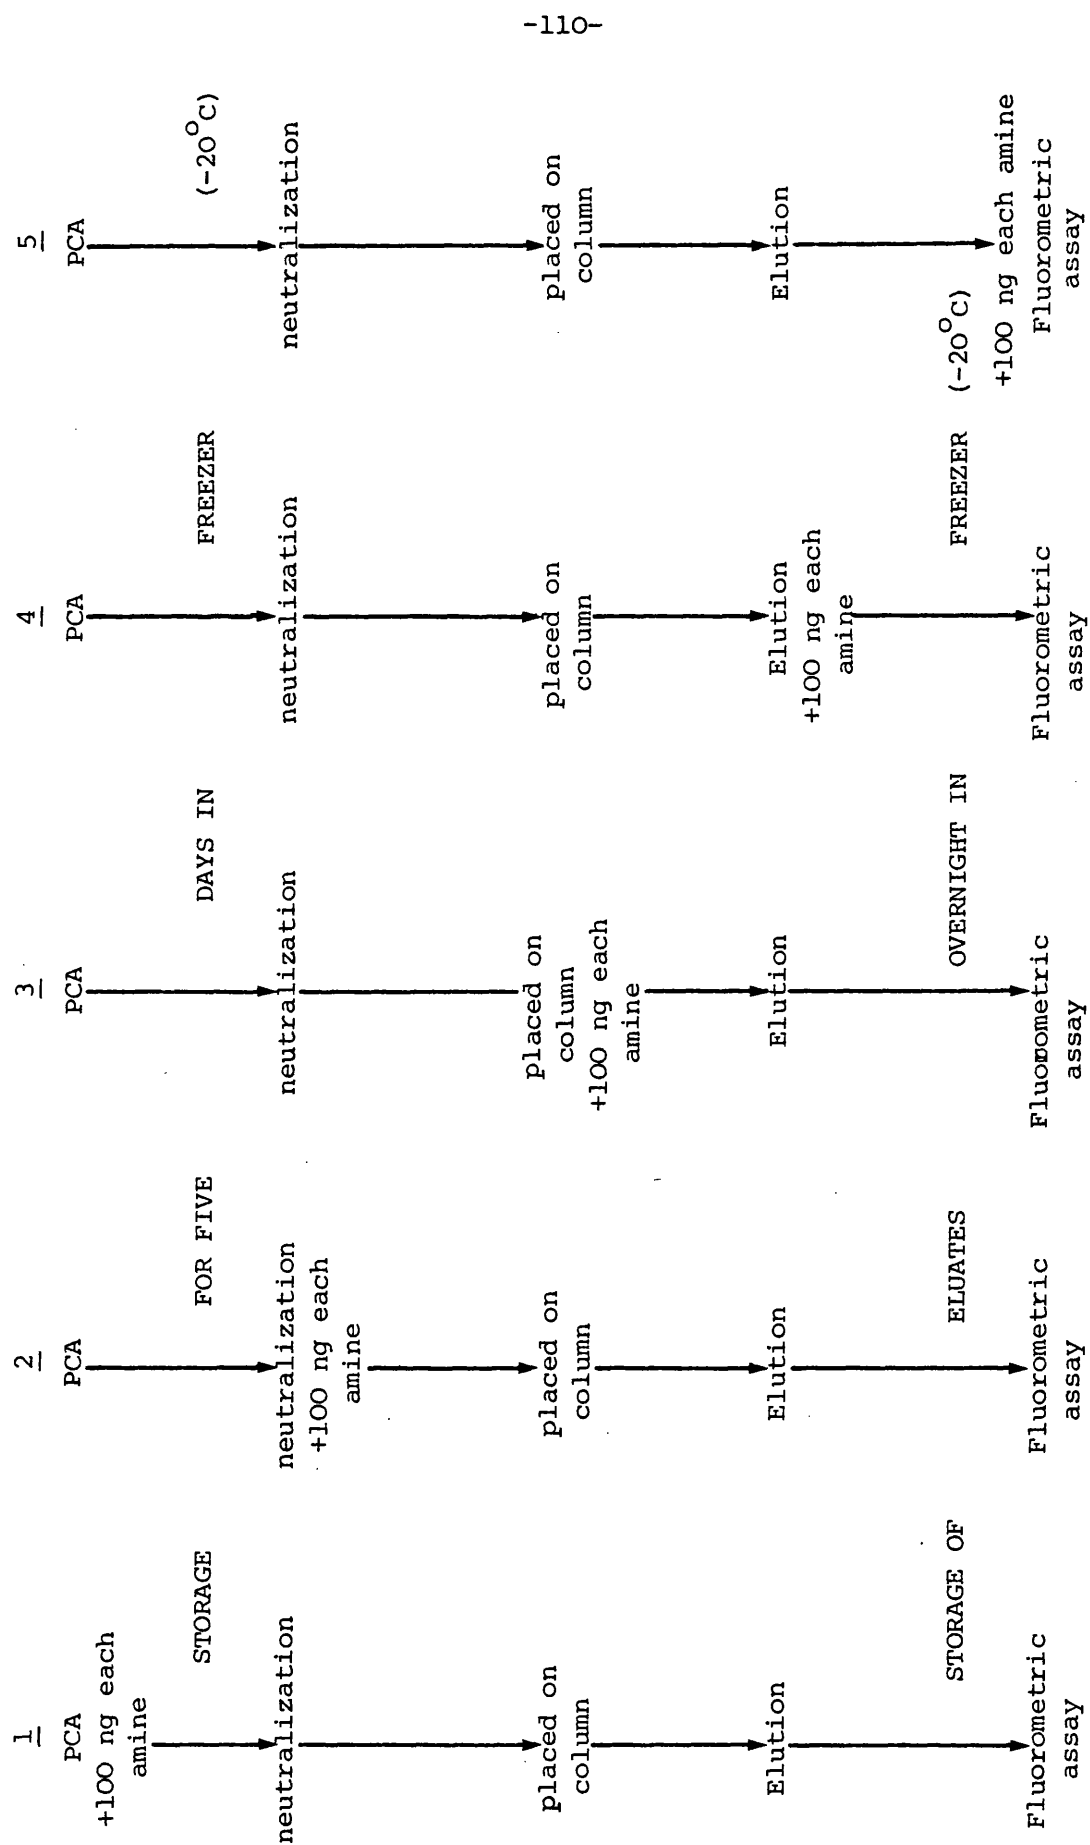 -110-
1
PCA
+100 ng each
amine
neutralization
placed on
column
Elution
Fluorometric
assay
2
PCA
neutralization
+100 ng each
amine
placed on
column
Elution
Fluorometric
assay
3
PCA
neutralization
placed on
column
+100 ng each
amine
Elution
Fluorometric
assay
4
PCA
neutralization
placed on
column
Elution
+100 ng each
amine
Fluorometric
assay
5
PCA
neutralization
placed on
column
Elution
+100 ng each amine
Fluorometric
assay
STORAGE FOR FIVE DAYS IN FREEZER (-20°C)
STORAGE OF ELUATES OVERNIGHT IN FREEZER (-20°C)